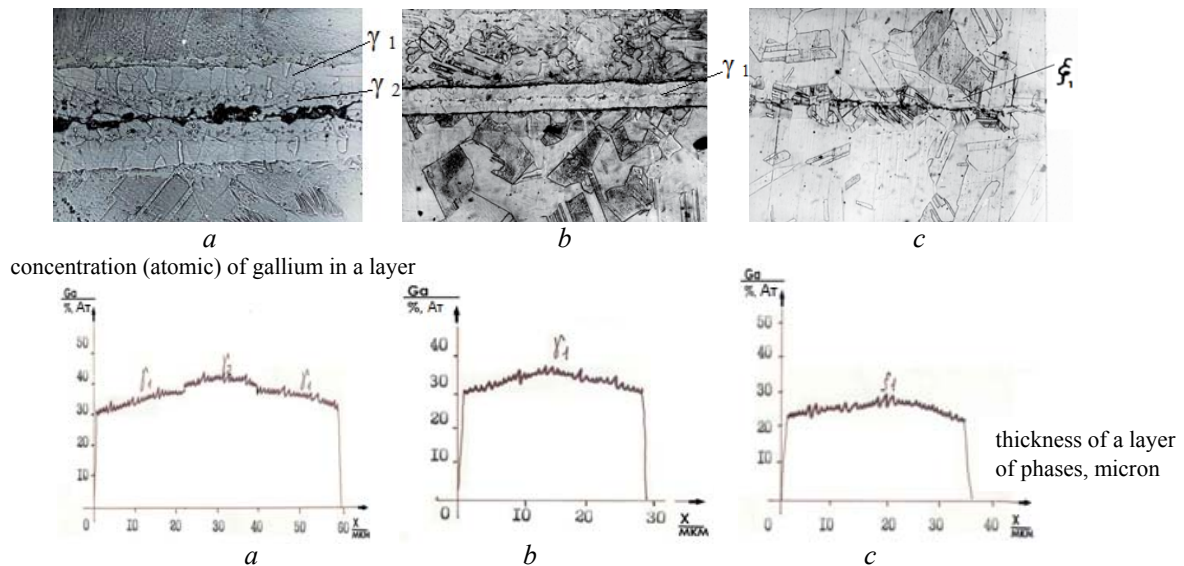 γ 1
γ 2
γ 1
ξ1
a
b
c
concentration (atomic) of gallium in a layer
Ga
%, Ат
50
40
30
20
10
0
10
20
30
40
50
60
X
мкм
γ1
γ2
γ1
a
Ga
%, Ат
40
30
20
10
0
10
20
30
X
мкм
γ1
b
Ga
%, Ат
50
40
30
20
10
0
10
20
30
40
X
мкм
ξ1
c
thickness of a layer
of phases, micron